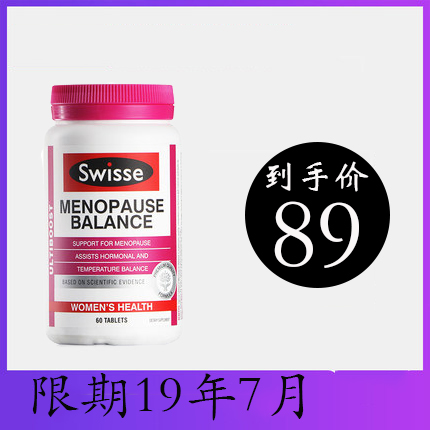 Swisse
ULTIBOOST
MENOPAUSE
BALANCE
SUPPORT FOR MENOPAUSE
ASSISTS HORMONAL AND
TEMPERATURE BALANCE
BASED ON SCIENTIFIC EVIDENCE
WOMEN'S HEALTH
60 TABLETS
到手价
89
限期19年7月